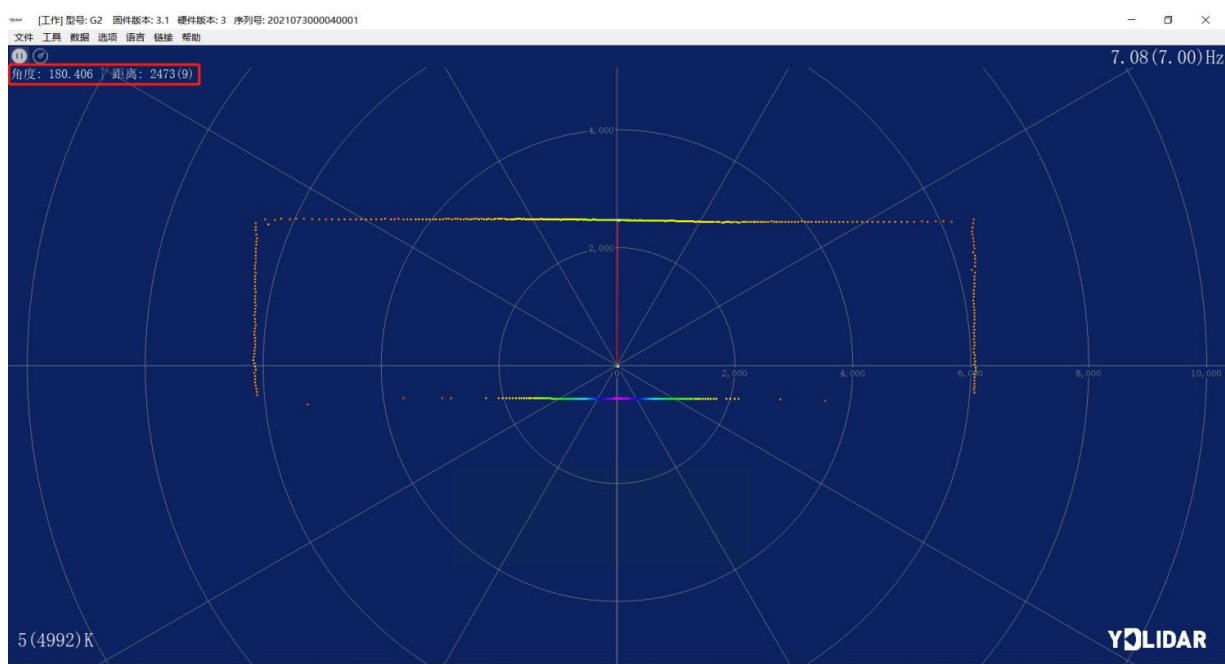 [工作] 型号: G2 固件版本: 3.1 硬件版本: 3 序列号: 2021073000040001
文件 工具 数据 选项 语言 链接 帮助
7.08(7.00)Hz
角度: 180.406 距离: 2473(9)
4,000
2,000
0 2,000 4,000 6,000 8,000 10,000
5(4992)K
YDLIDAR